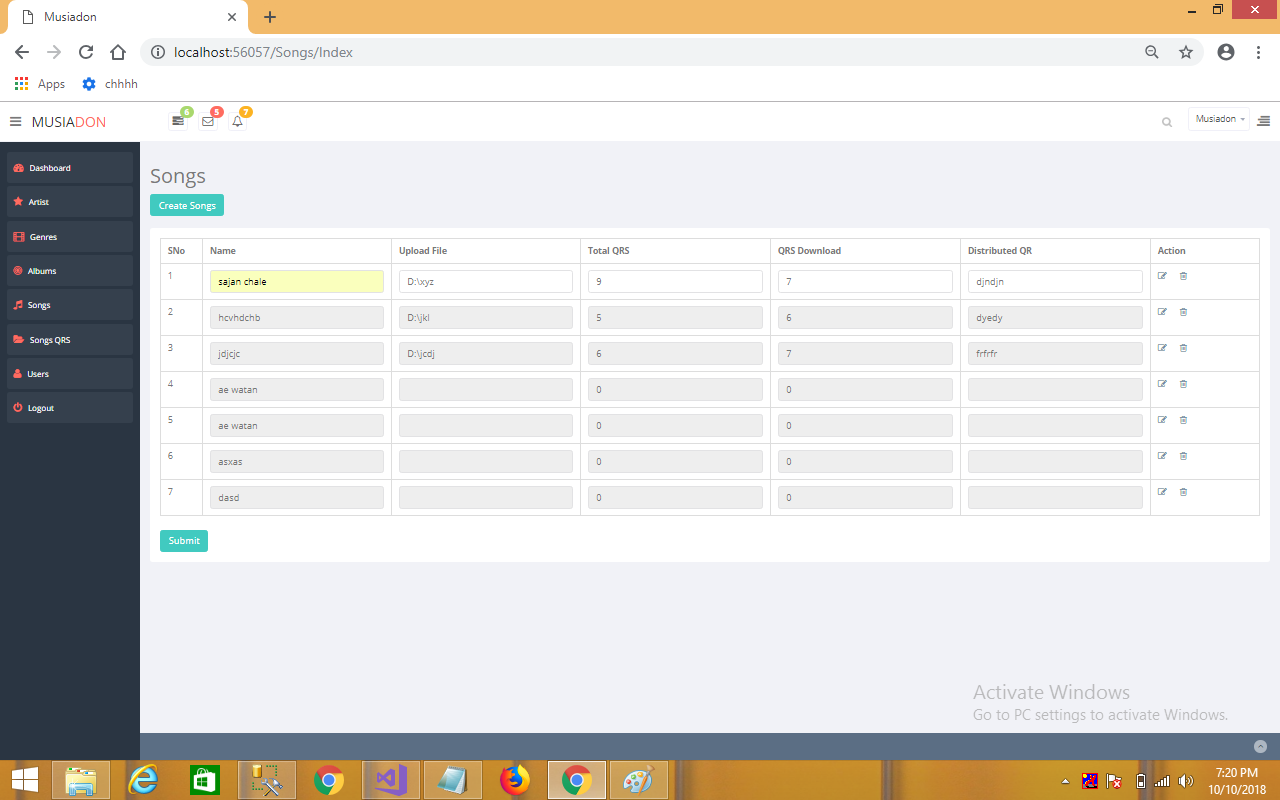 Musiadon
localhost:56057/Songs/Index
Apps chhhh
MUSIADON 6 5 7 Musiadon
Dashboard
Artist
Genres
Albums
Songs
Songs QRS
Users
Logout
Songs
Create Songs
SNo Name Upload File Total QRS QRS Download Distributed QR Action
1 sajan chale D:\xyz 9 7 djndjn
2 hcvhdchb D:\jkl 5 6 dyedy
3 jdjcjc D:\jcdj 6 7 frfrfr
4 ae watan 0 0
5 ae watan 0 0
6 asxas 0 0
7 dasd 0 0
Submit
Activate Windows
Go to PC settings to activate Windows.
7:20 PM
10/10/2018